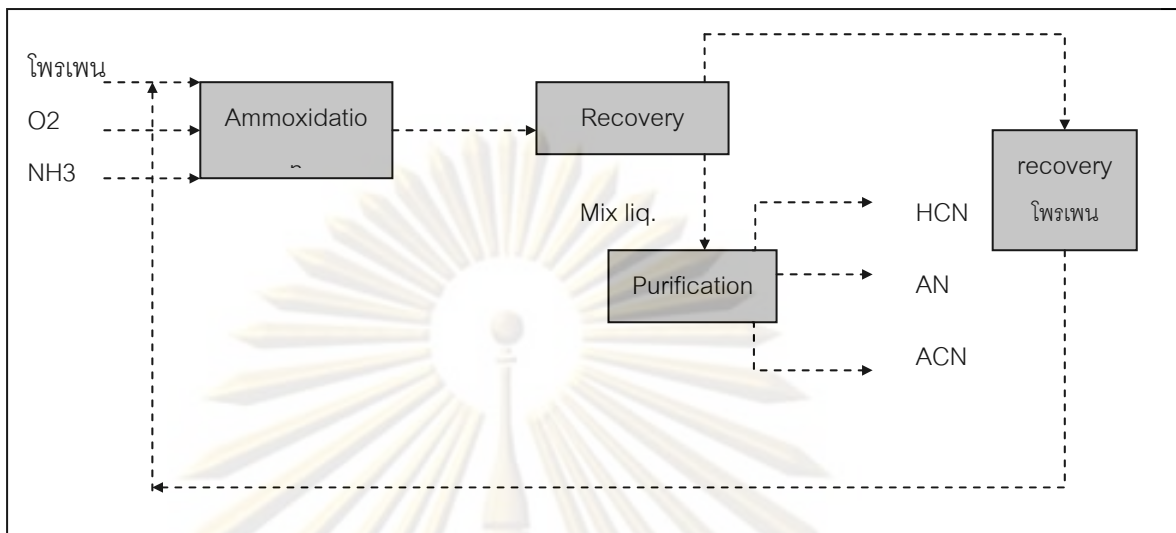 โพรเพน
O2
NH3
Ammoxidatio
n
Recovery
Mix liq.
Purification
HCN
AN
ACN
recovery
โพรเพน